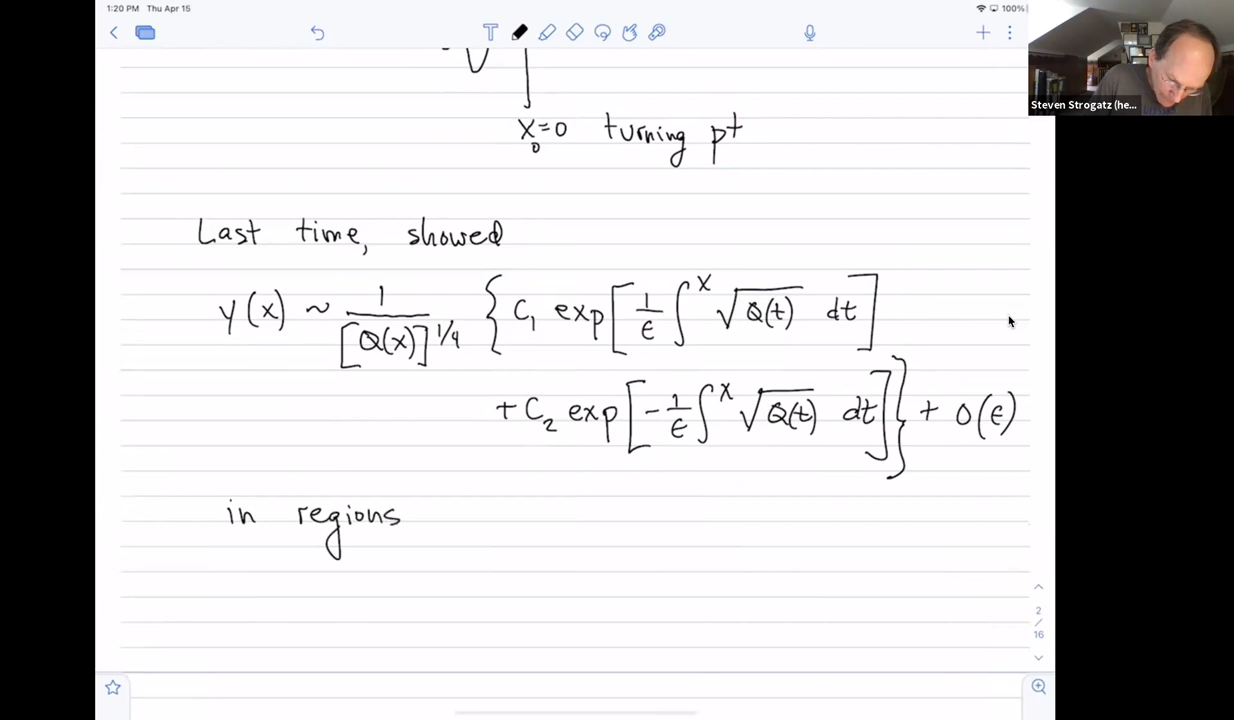 1:20 PM Thu Apr 15
100%
Steven Strogatz (he...
x₀=0 turning pt
Last time, showed
y(x) ~ 1/[Q(x)]^{1/4} { C₁ exp[ 1/ε ∫^x √Q(t) dt ]
+ C₂ exp[ -1/ε ∫^x √Q(t) dt ] } + O(ε)
in regions
2
/
16